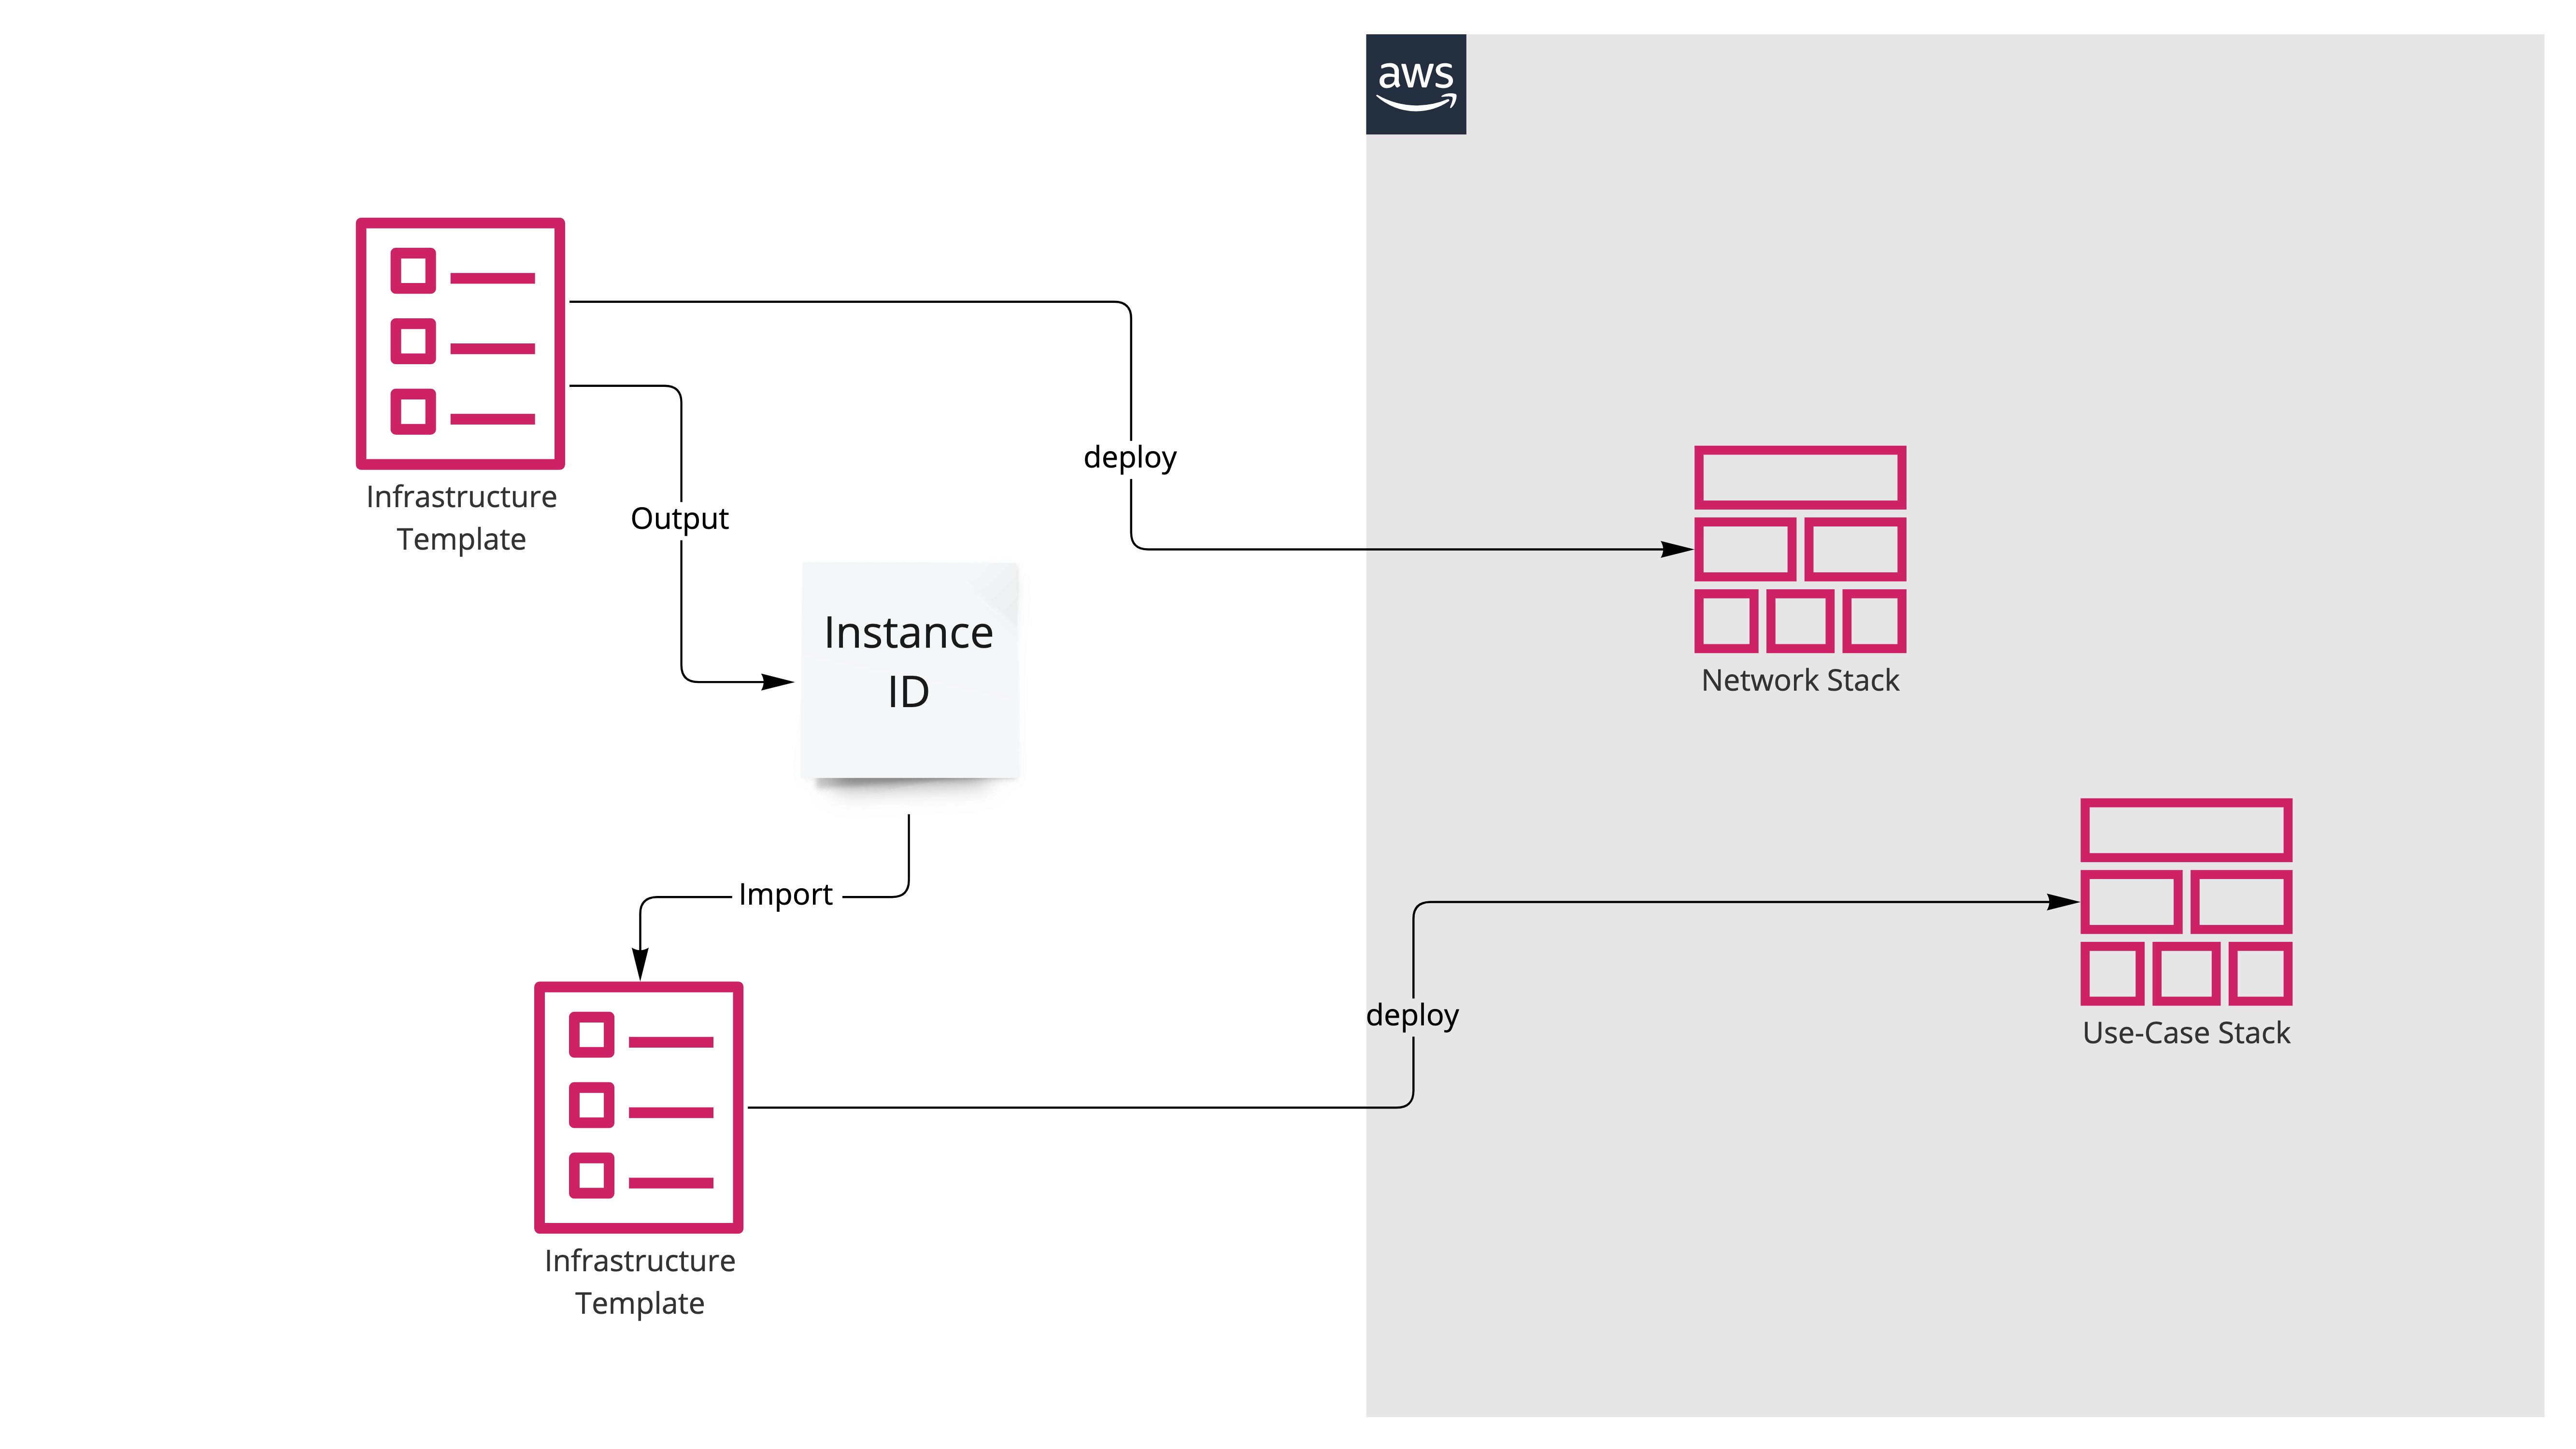 aws
Infrastructure
Template
deploy
Output
Instance
ID
Network Stack
Import
deploy
Use-Case Stack
Infrastructure
Template